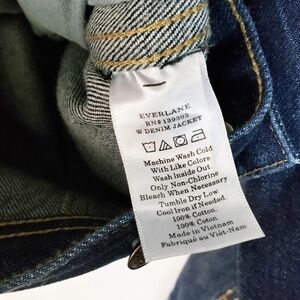 EVERLANE
RN# 139393
W DENIM JACKET
Machine Wash Cold
With Like Colors
Wash Inside Out
Only Non-Chlorine
Bleach When Necessary
Tumble Dry Low
Cool Iron if Needed
100% Cotton
100% Cotton
Made in Vietnam
Fabriqué au Viet-Nam